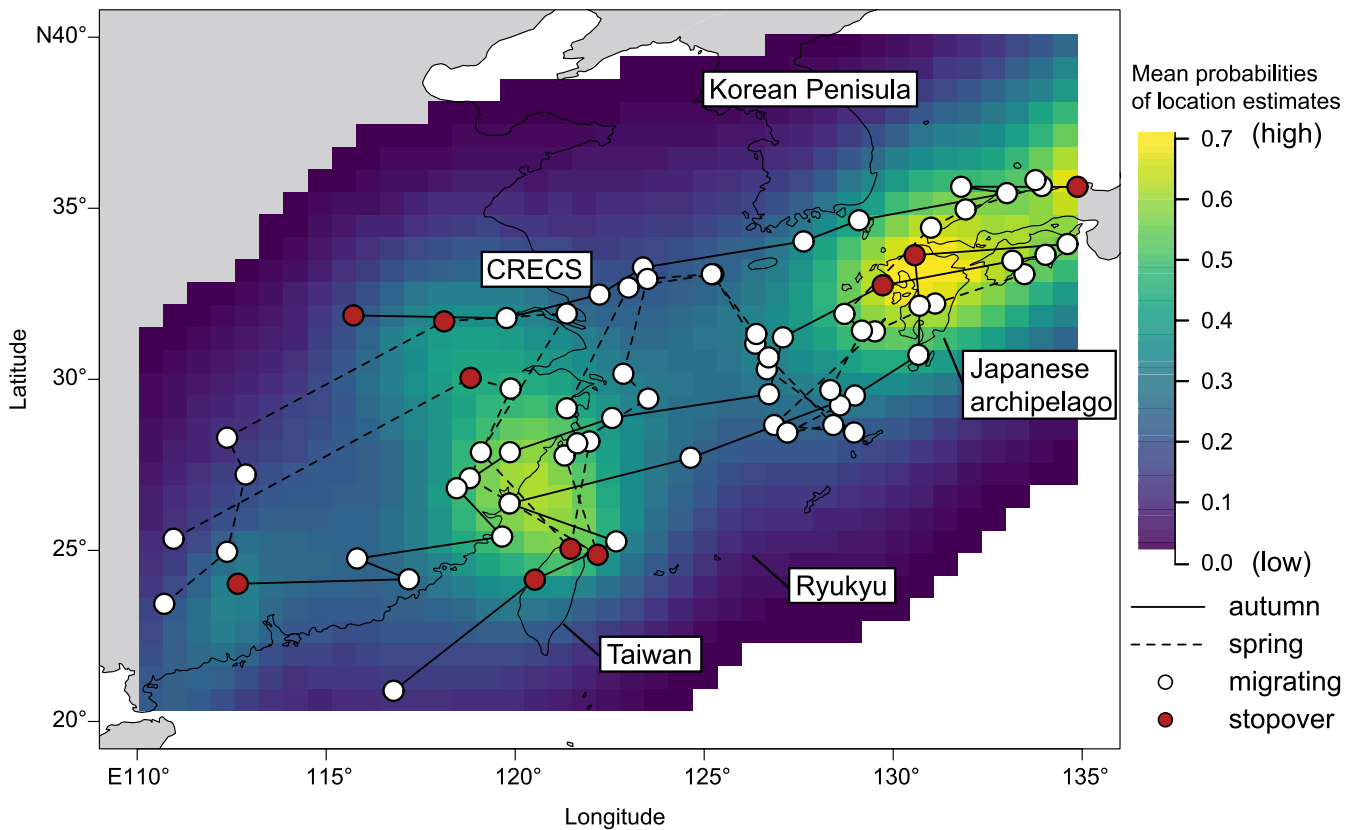 N40°
35°
30°
25°
20°
Latitude
E110°
115°
120°
125°
130°
135°
Longitude
Korean Penisula
CRECS
Japanese
archipelago
Ryukyu
Taiwan
Mean probabilities
of location estimates
0.7 (high)
0.6
0.5
0.4
0.3
0.2
0.1
0.0 (low)
autumn
spring
migrating
stopover